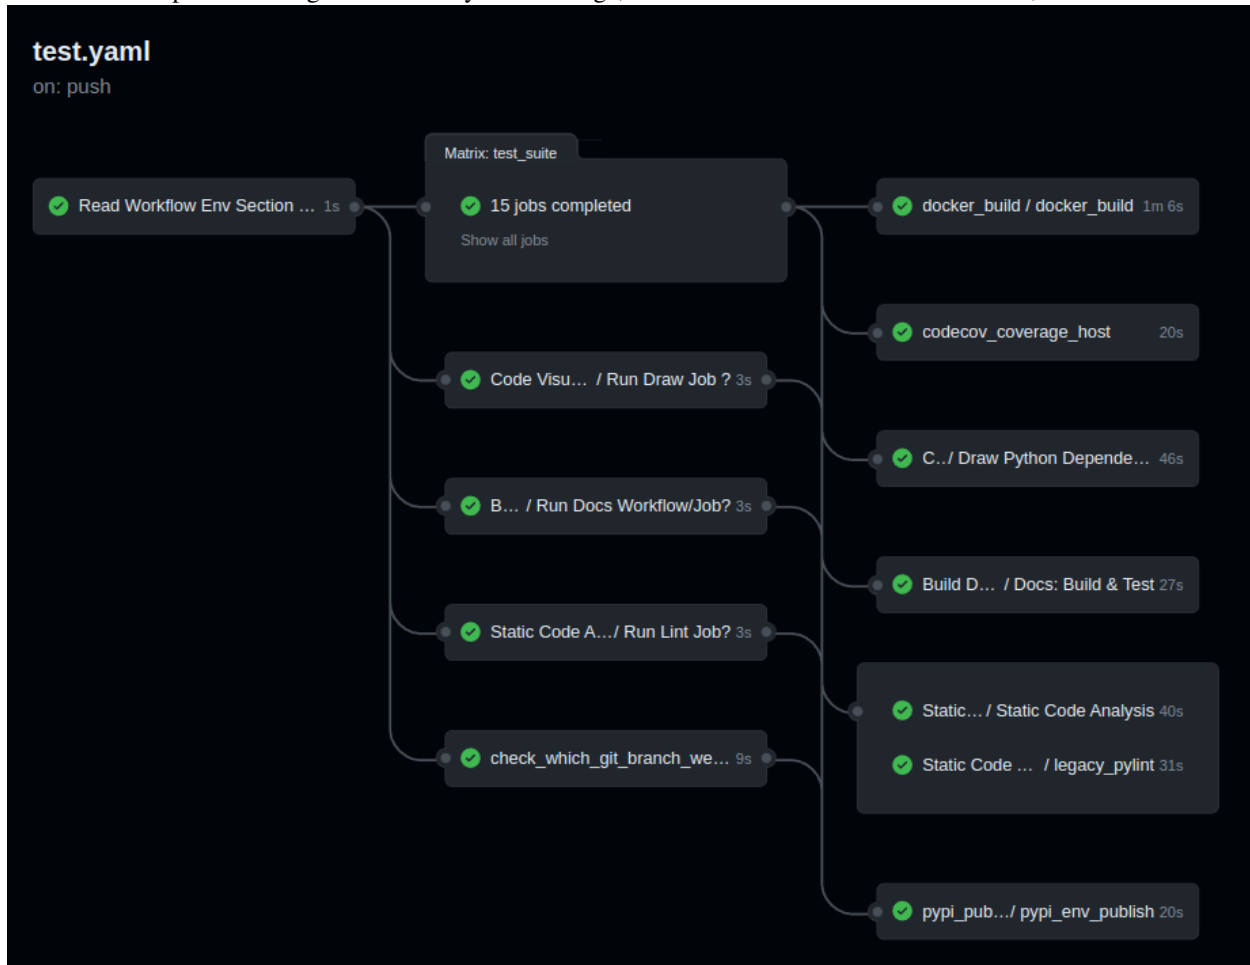 test.yaml
on: push
Matrix: test_suite
Read Workflow Env Section ... 1s
15 jobs completed
Show all jobs
docker_build / docker_build 1m 6s
codecov_coverage_host 20s
Code Visu... / Run Draw Job ? 3s
C../ Draw Python Depende... 46s
B... / Run Docs Workflow/Job? 3s
Build D... / Docs: Build & Test 27s
Static Code A.../ Run Lint Job? 3s
Static... / Static Code Analysis 40s
check_which_git_branch_we... 9s
Static Code ... / legacy_pylint 31s
pypi_pub.../ pypi_env_publish 20s